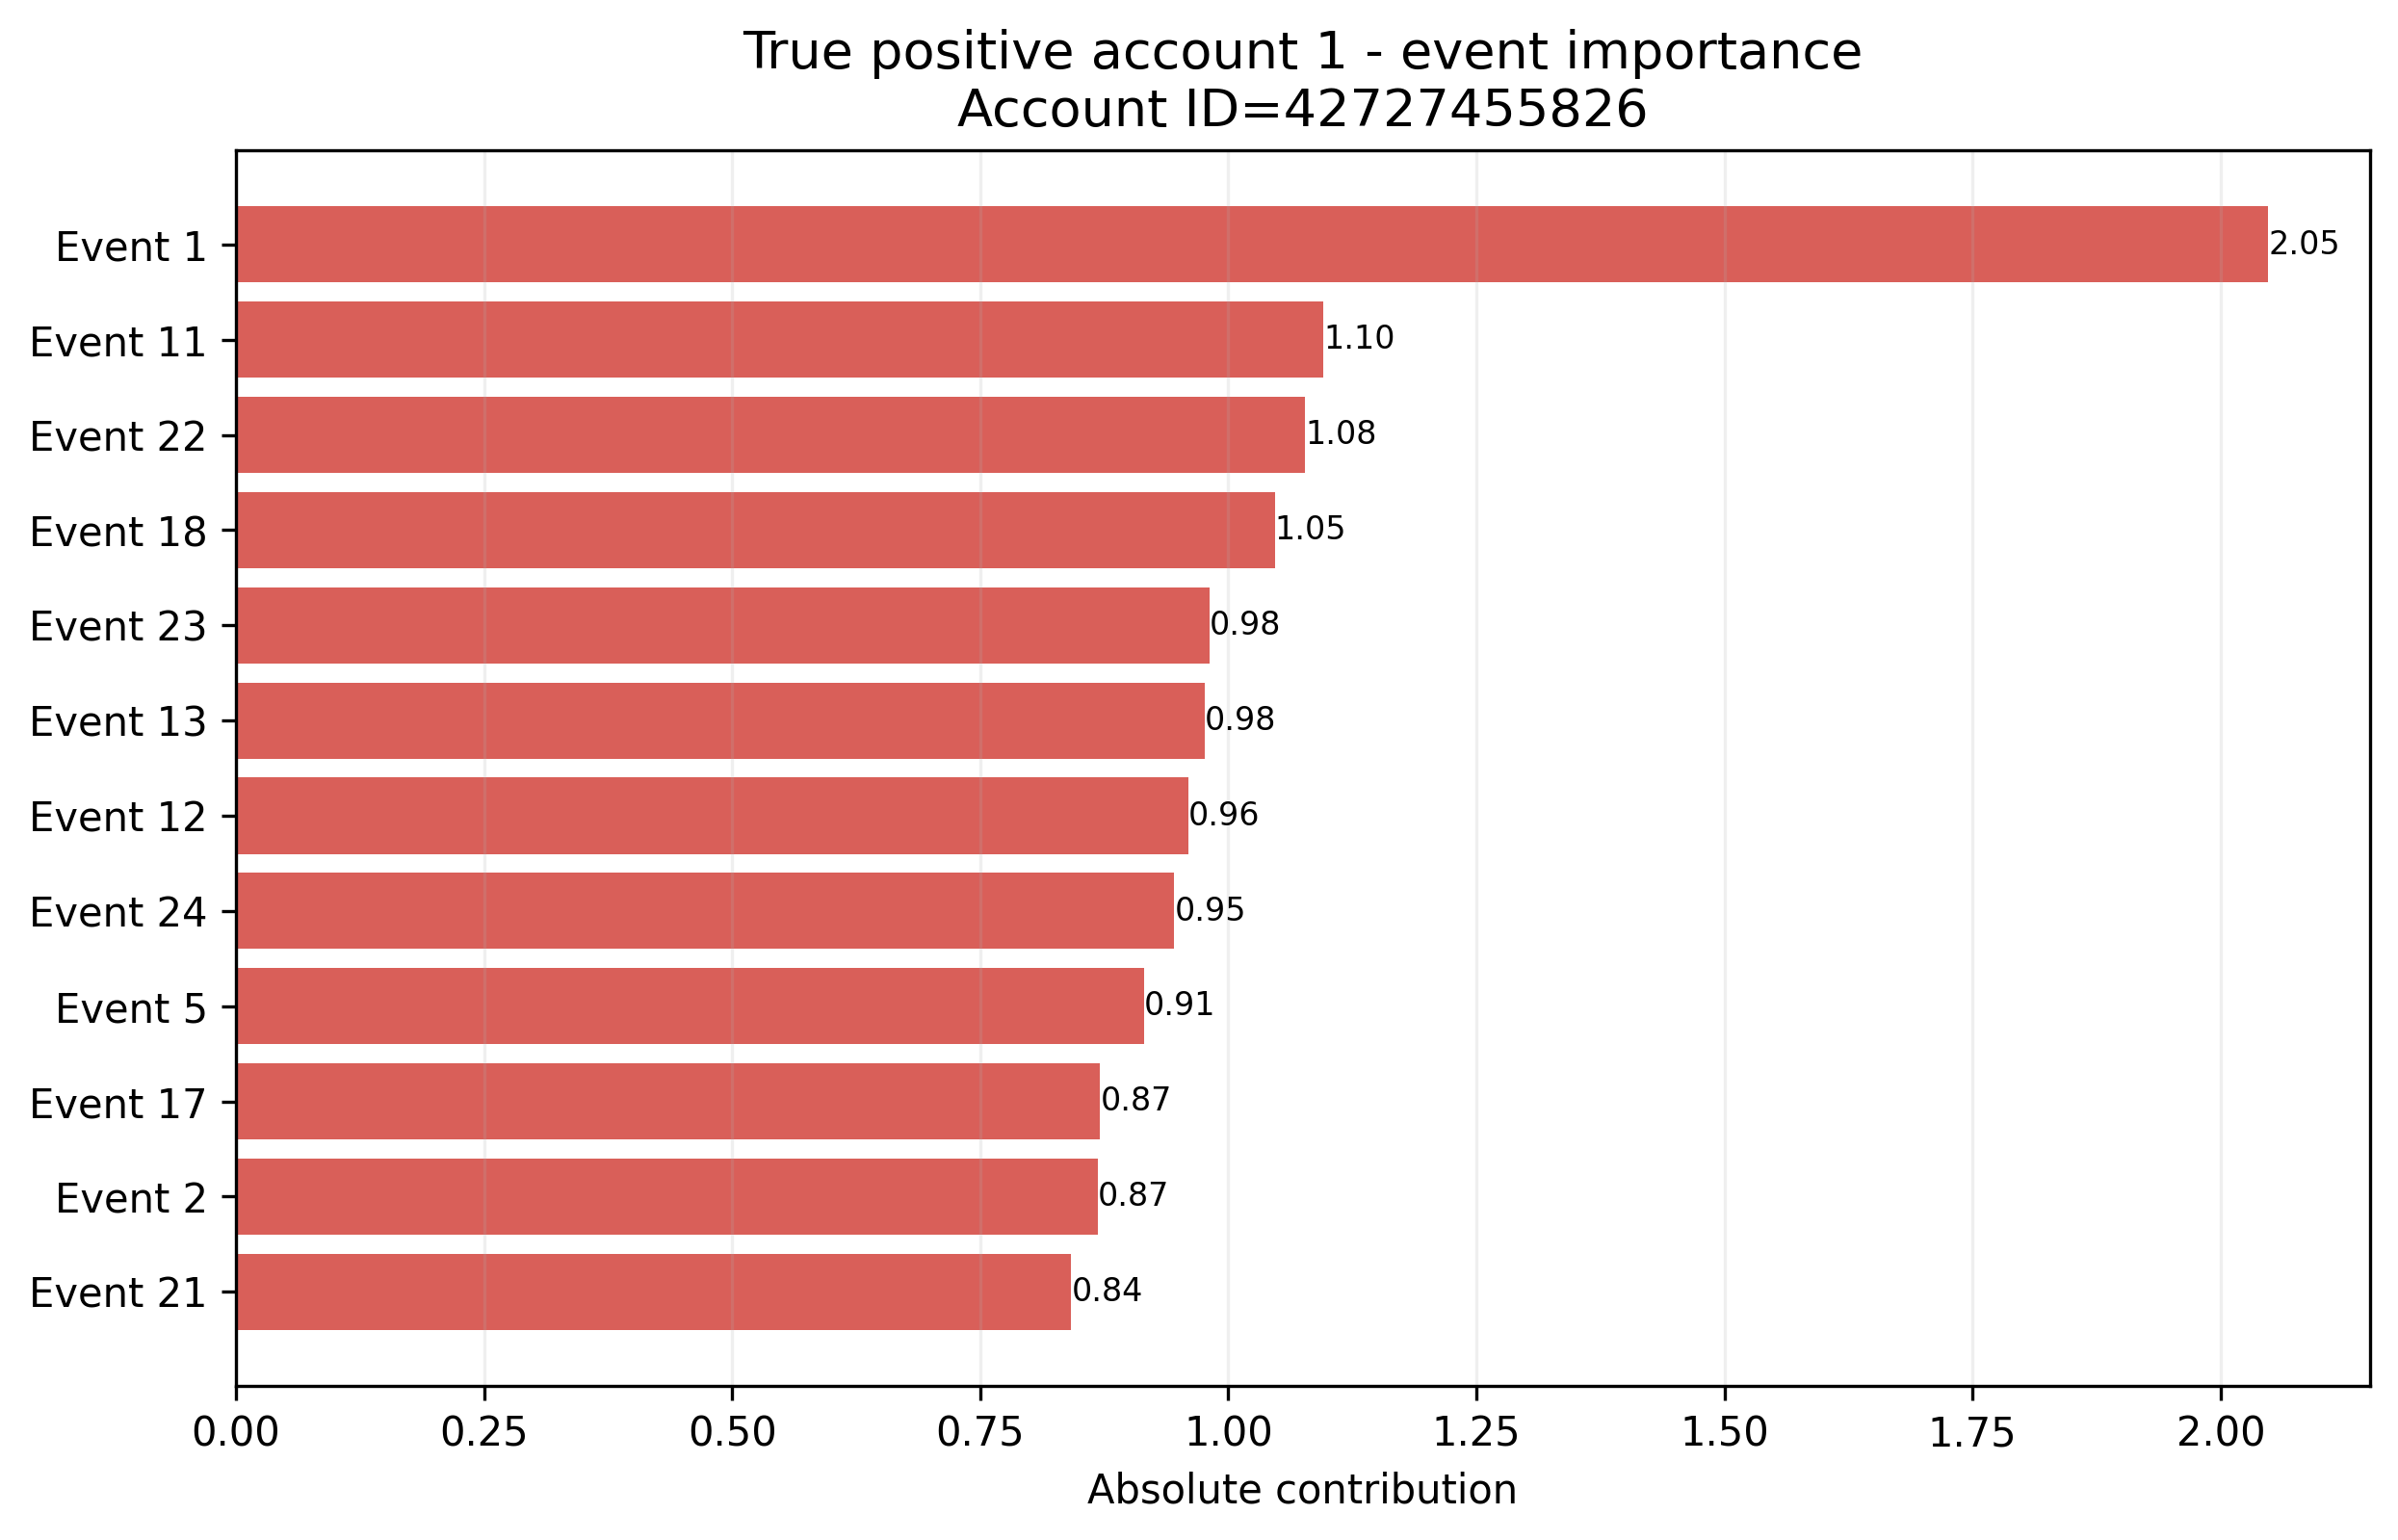 True positive account 1 - event importance
Account ID=42727455826
Event 1
2.05
Event 11
1.10
Event 22
1.08
Event 18
1.05
Event 23
0.98
Event 13
0.98
Event 12
0.96
Event 24
0.95
Event 5
0.91
Event 17
0.87
Event 2
0.87
Event 21
0.84
0.00 0.25 0.50 0.75 1.00 1.25 1.50 1.75 2.00
Absolute contribution